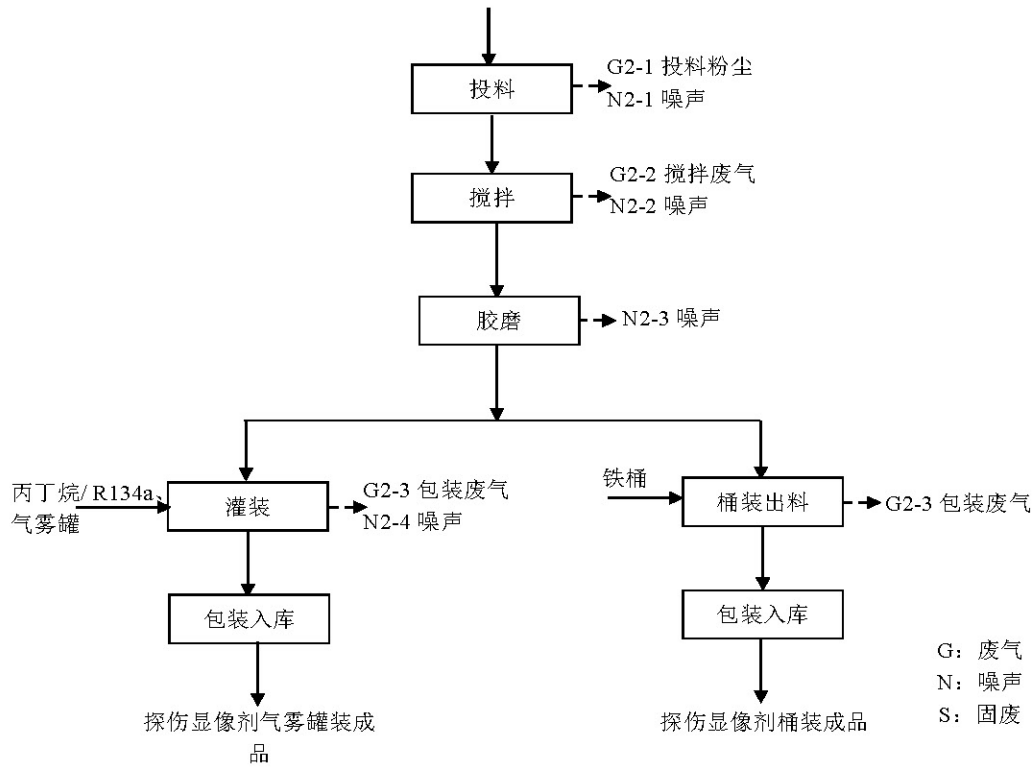 投料
G2-1 投料粉尘
N2-1 噪声
搅拌
G2-2 搅拌废气
N2-2 噪声
胶磨
N2-3 噪声
丙丁烷/ R134a、
气雾罐
灌装
G2-3 包装废气
N2-4 噪声
铁桶
桶装出料
G2-3 包装废气
包装入库
包装入库
探伤显像剂气雾罐装成
品
探伤显像剂桶装成品
G：废气
N：噪声
S：固废